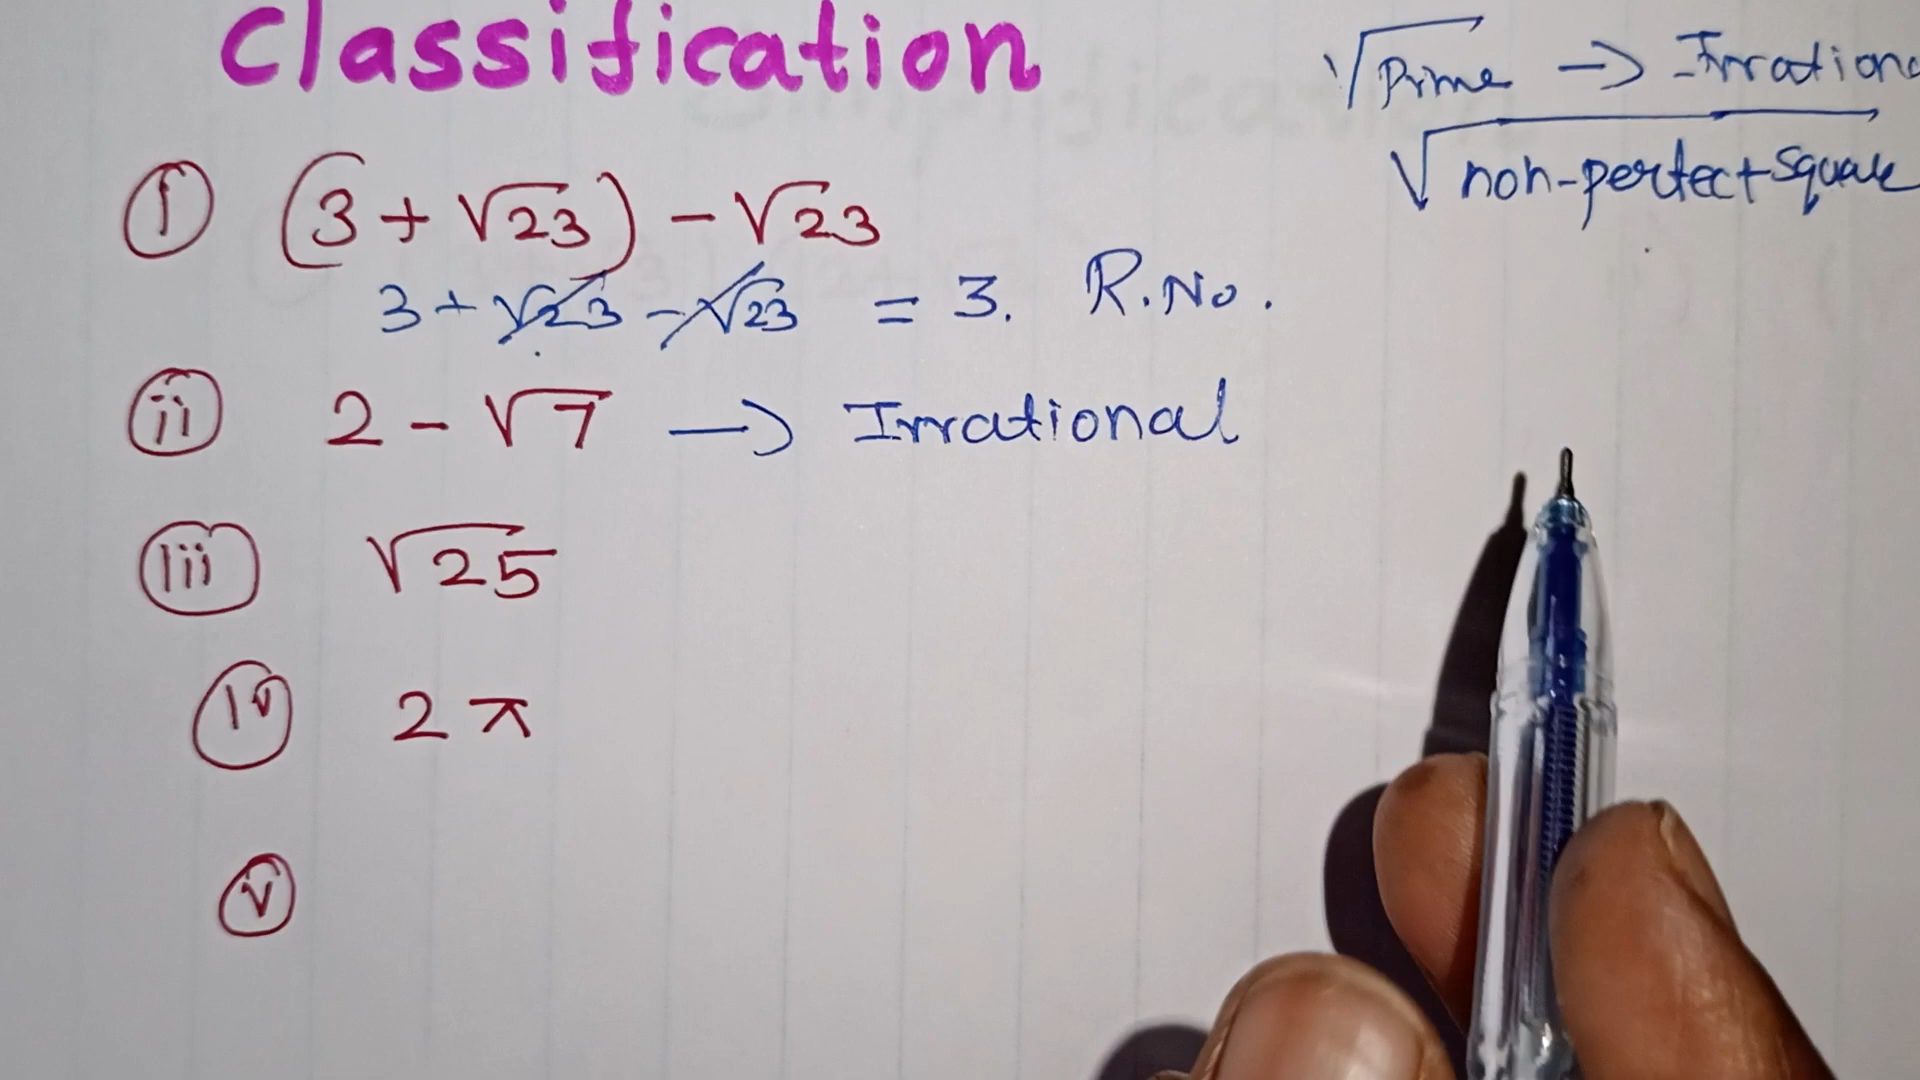 Classification
√Prime → Irrationa
√non-perfect square
(i) (3 + √23) - √23
3 + √23 - √23 = 3. R.No.
(ii) 2 - √7 → Irrational
(iii) √25
(iv) 2π
(v)